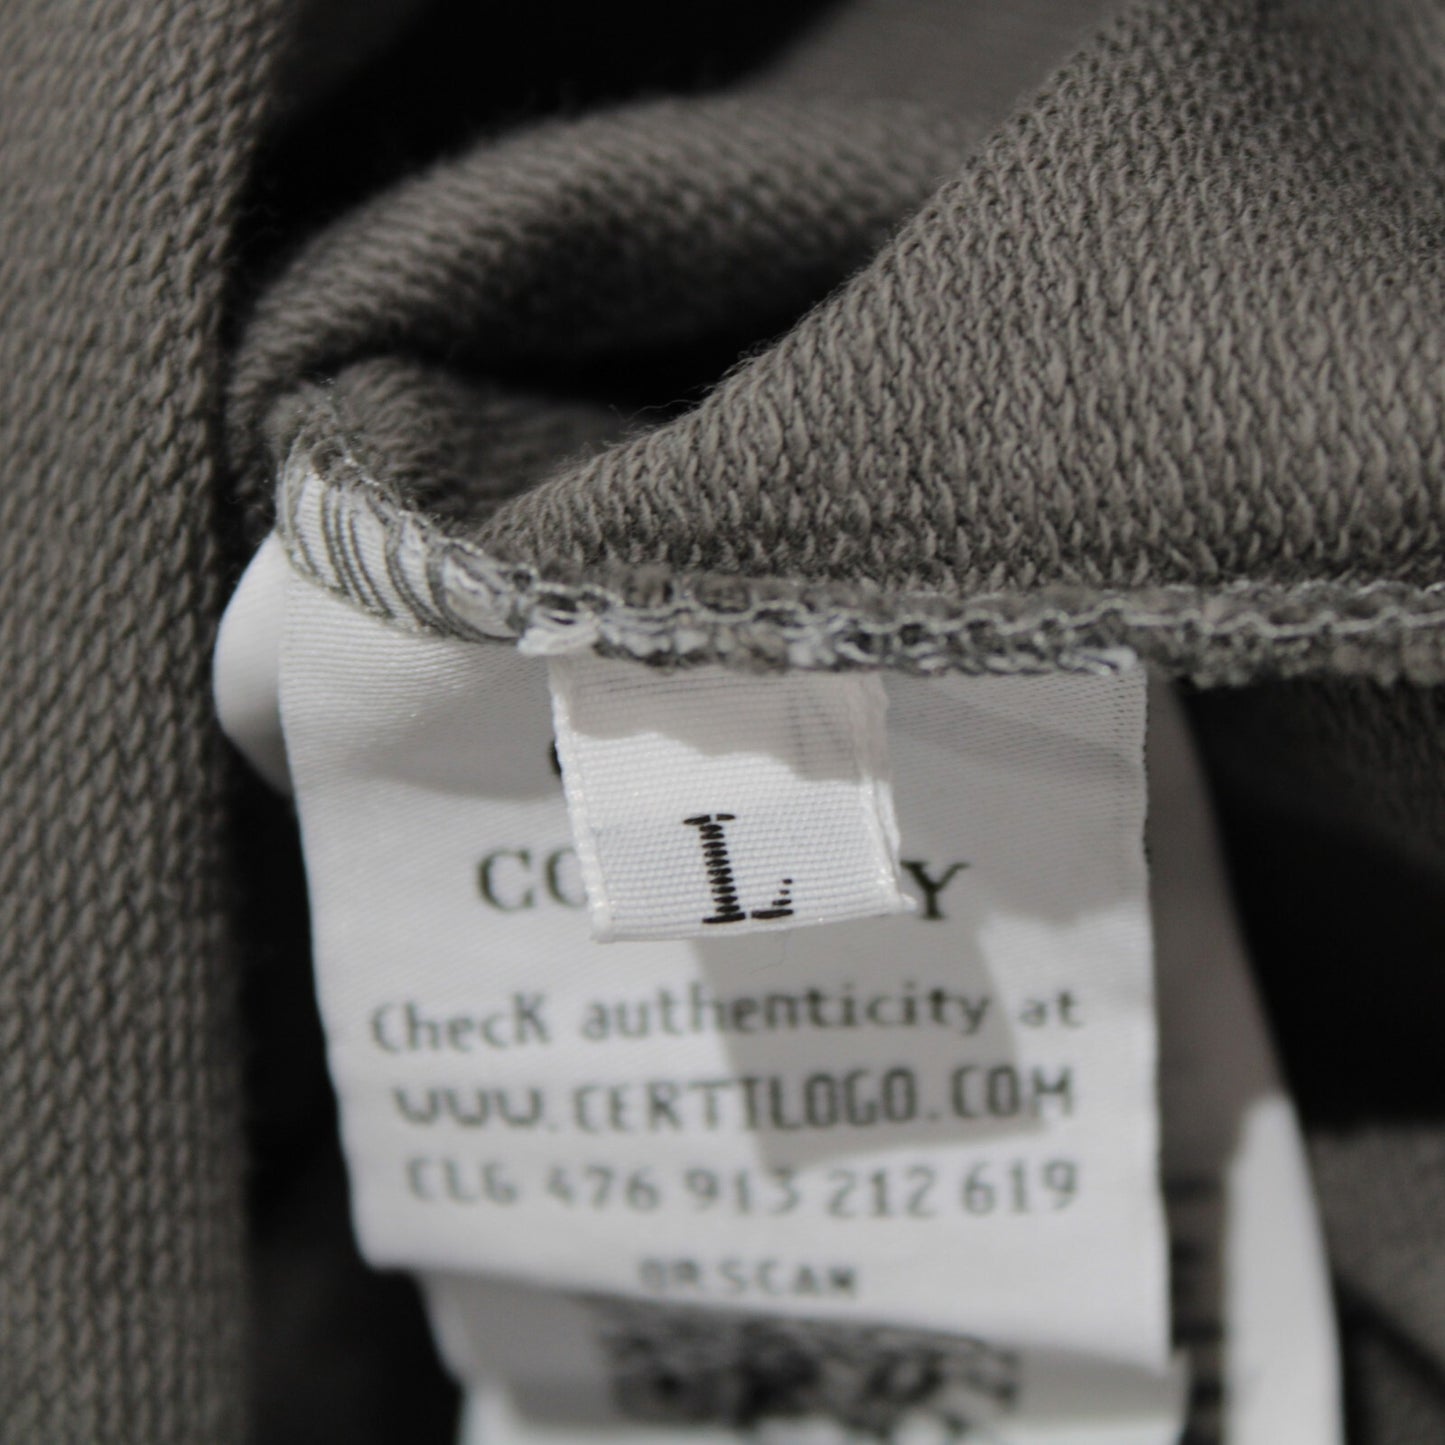 L
Check authenticity at
WWW.CERTILOGO.COM
CLG 476 913 212 619
OR SCAN